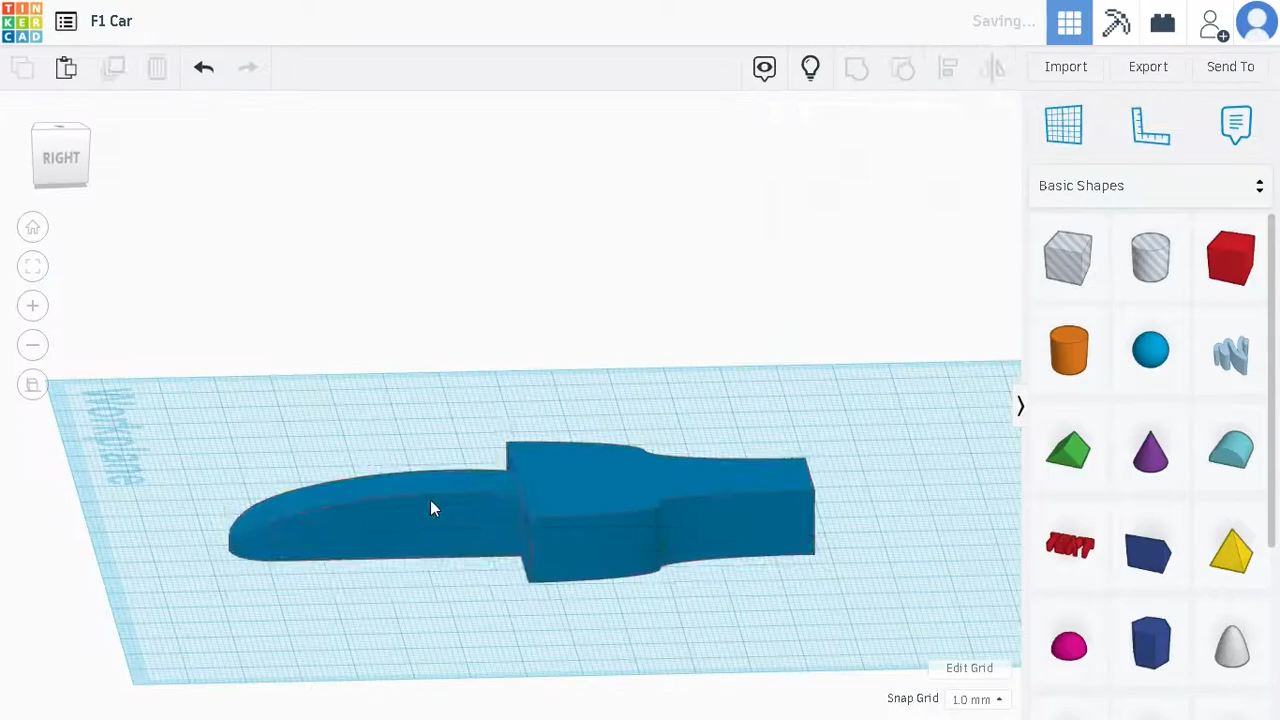 TIN
KER
CAD
F1 Car
Saving...
Import
Export
Send To
RIGHT
Basic Shapes
Workplane
TEXT
Edit Grid
Snap Grid
1.0 mm